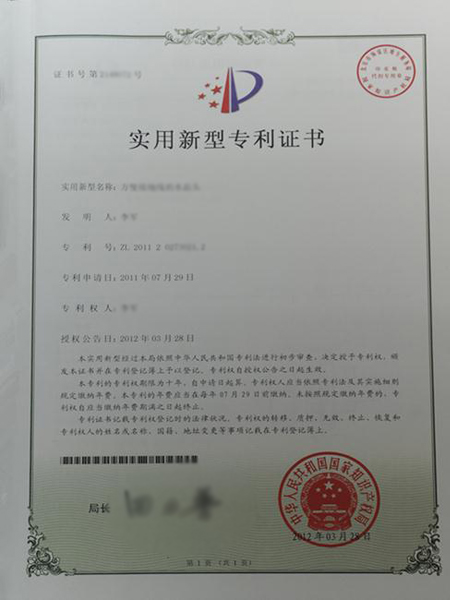 证 书 号 第 号
实用新型专利证书
实用新型名称：
发 明 人：
专 利 号：ZL 2011 2
专利申请日：2011年07月29日
专 利 权 人：
授权公告日：2012年03月28日
本实用新型经过本局依照中华人民共和国专利法进行初步审查，决定授予专利权，颁
发本证书并在专利登记簿上予以登记。专利权自授权公告之日起生效。
本专利的专利权期限为十年，自申请日起算。专利权人应当依照专利法及其实施细则
规定缴纳年费。本专利的年费应当在每年07月29日前缴纳。未按照规定缴纳年费的，专
利权自应当缴纳年费期满之日起终止。
专利证书记载专利权登记时的法律状况。专利权的转移、质押、无效、终止、恢复和
专利权人的姓名或名称、国籍、地址变更等事项记载在专利登记簿上。
局长
中华人民共和国国家知识产权局
2012年03月28日
第 1 页（共 1 页）